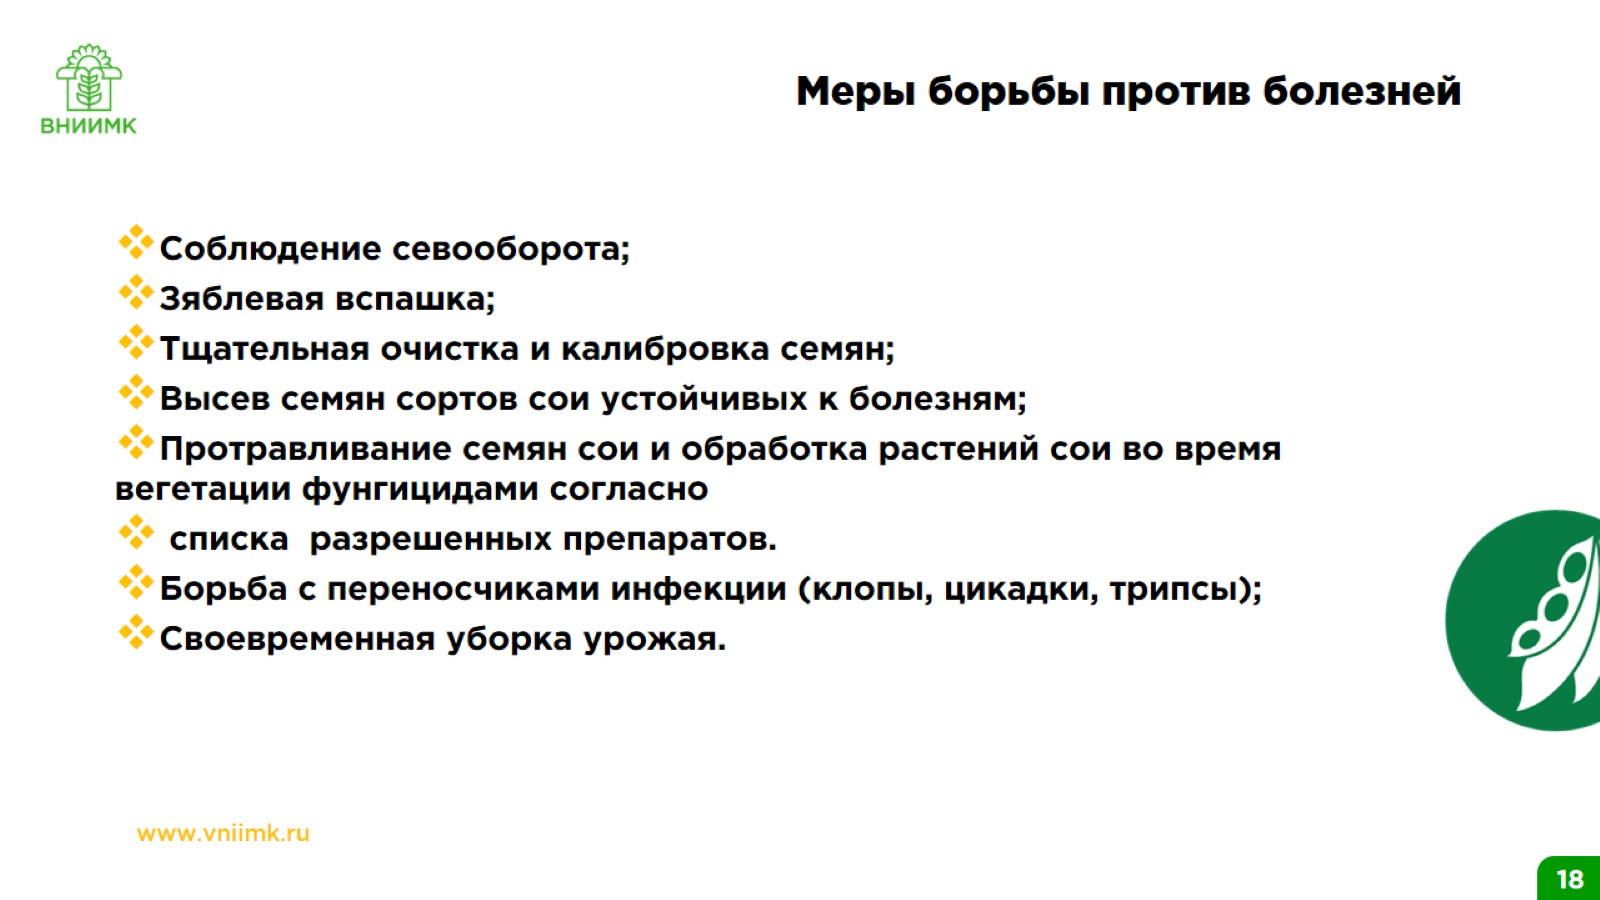 ВНИИМК
Меры борьбы против болезней
Соблюдение севооборота;
Зяблевая вспашка;
Тщательная очистка и калибровка семян;
Высев семян сортов сои устойчивых к болезням;
Протравливание семян сои и обработка растений сои во время
вегетации фунгицидами согласно
списка  разрешенных препаратов.
Борьба с переносчиками инфекции (клопы, цикадки, трипсы);
Своевременная уборка урожая.
www.vniimk.ru
18